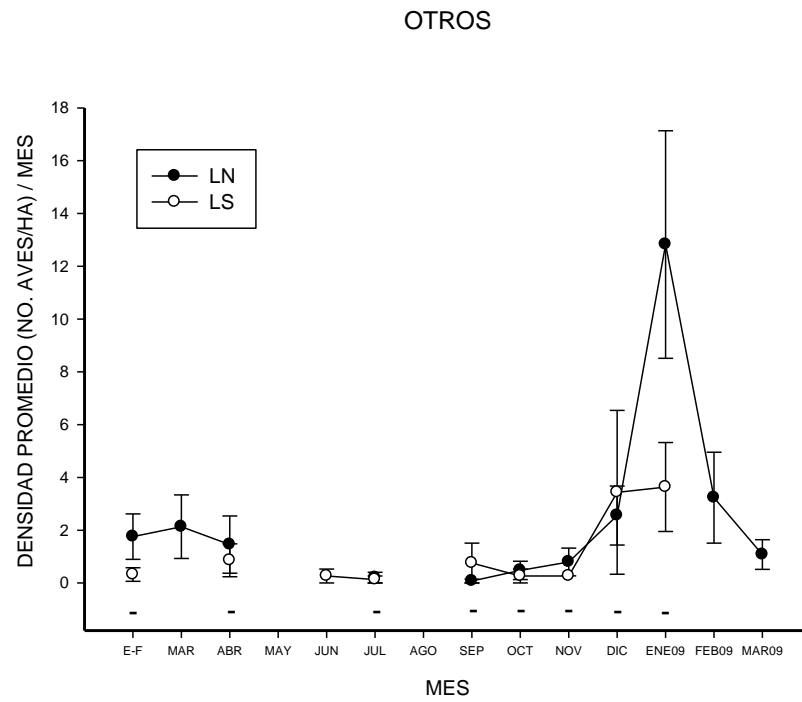 OTROS
DENSIDAD PROMEDIO (NO. AVES/HA) / MES
18
16
14
12
10
8
6
4
2
0
LN
LS
- - - - - - - -
E-F MAR ABR MAY JUN JUL AGO SEP OCT NOV DIC ENE09 FEB09 MAR09
MES